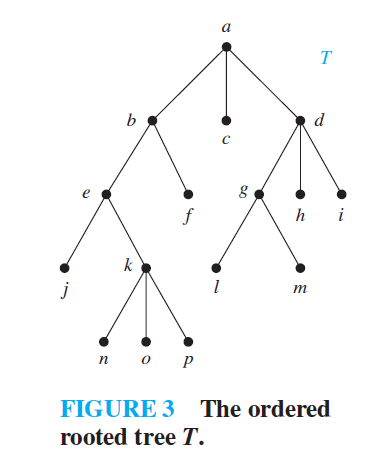 a
T
b
d
c
e
g
f
h
i
k
j
l
m
n
o
p
FIGURE 3 The ordered
rooted tree T.